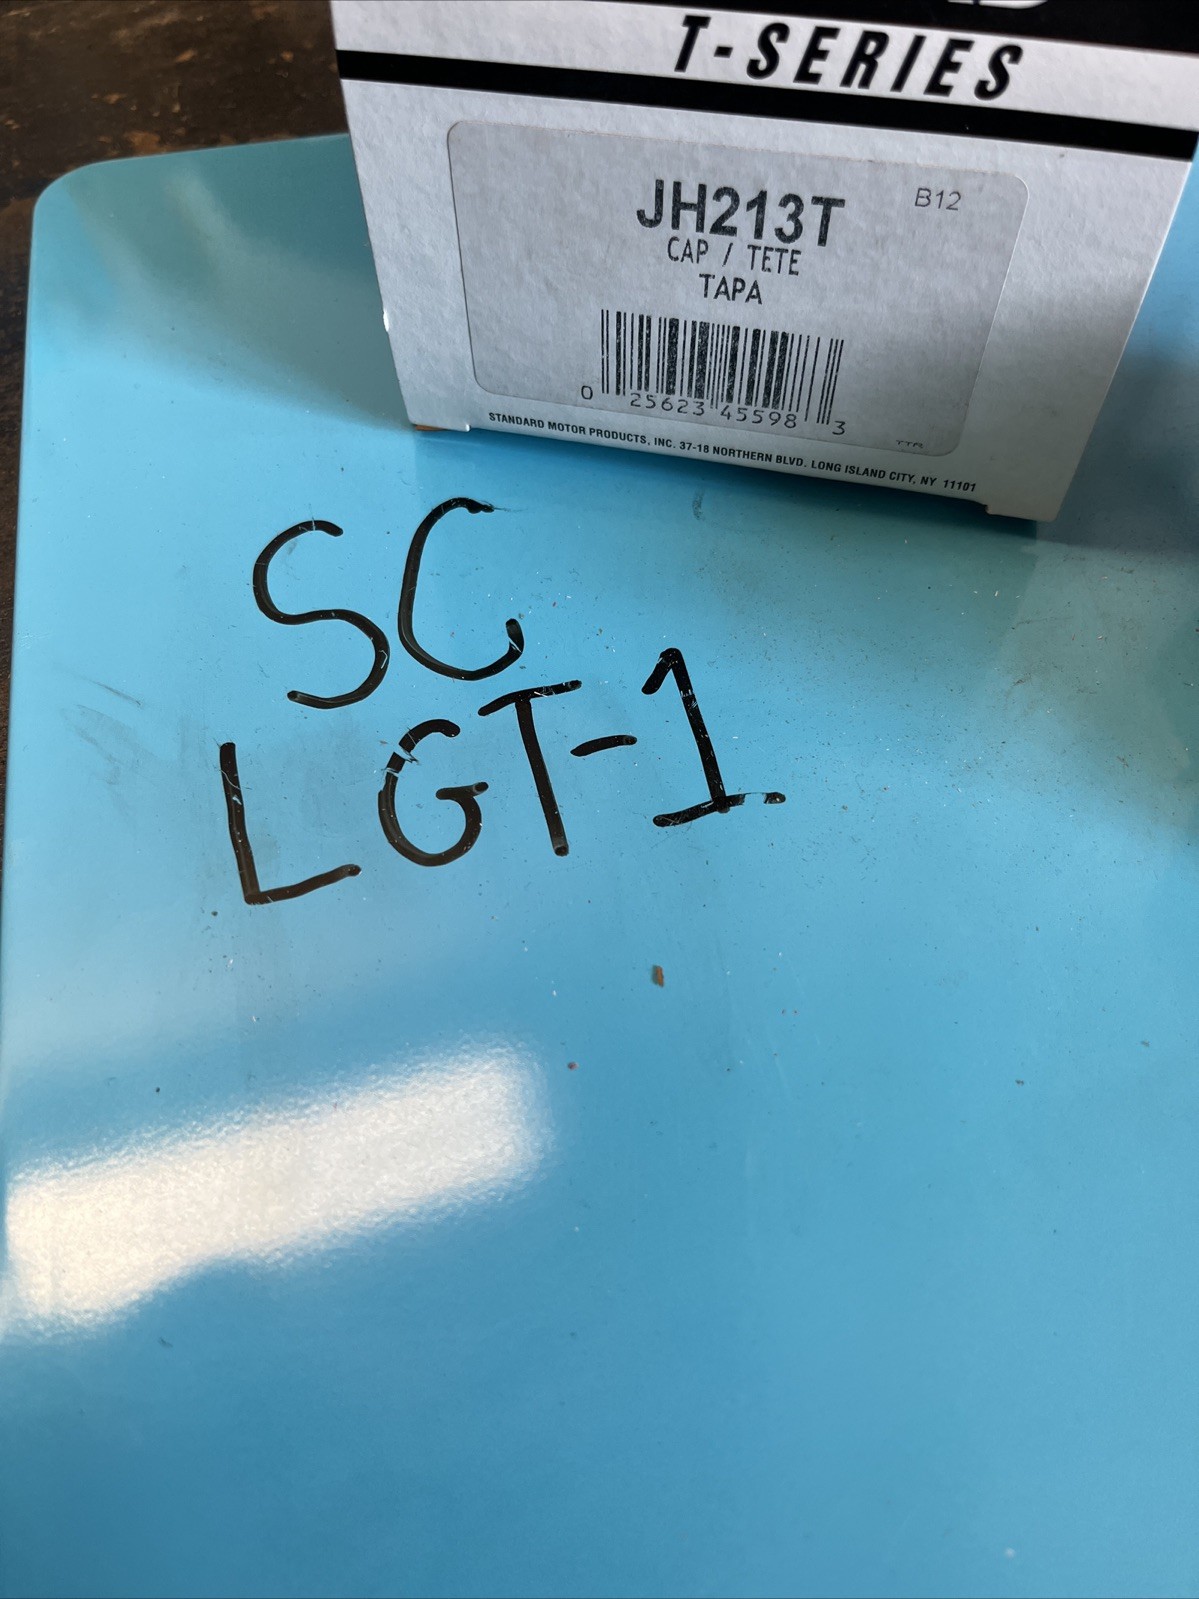 T-SERIES
JH213T
B12
CAP / TETE
TAPA
0 25623 45598 3
TTR
STANDARD MOTOR PRODUCTS, INC. 37-18 NORTHERN BLVD. LONG ISLAND CITY, NY 11101
SC
LGT-1